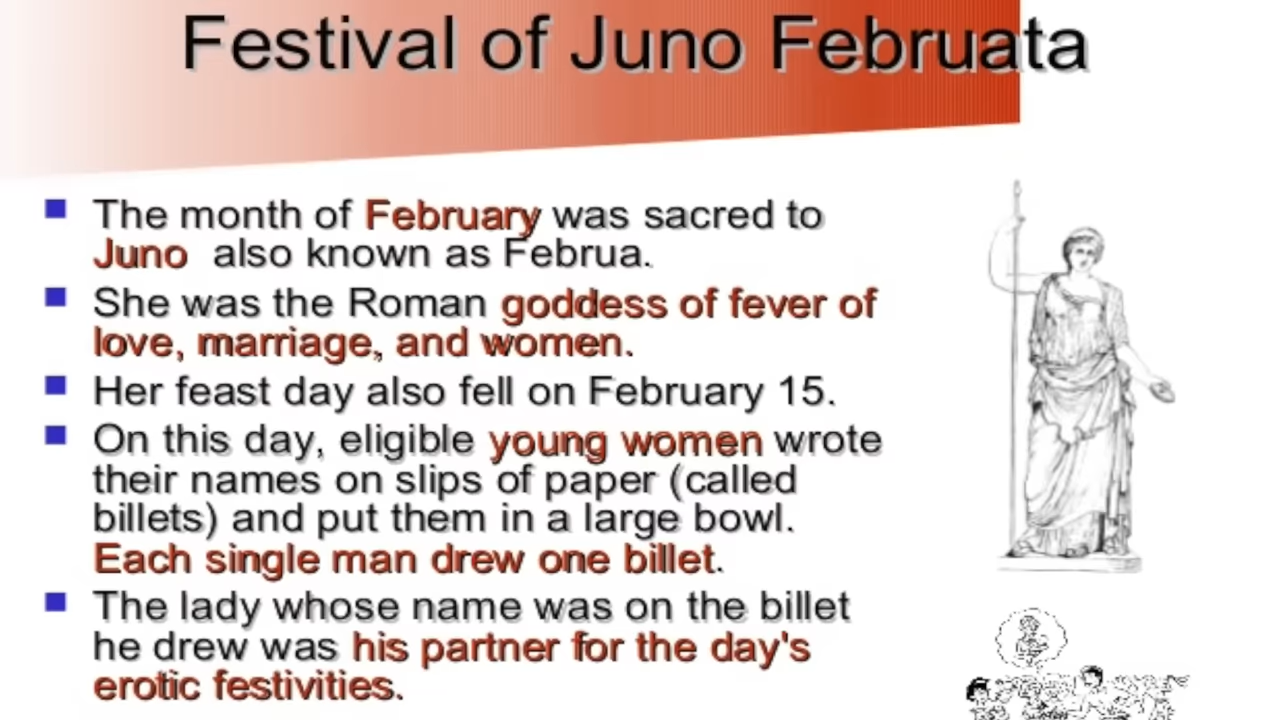 Festival of Juno Februata
The month of February was sacred to
Juno also known as Februa.
She was the Roman goddess of fever of
love, marriage, and women.
Her feast day also fell on February 15.
On this day, eligible young women wrote
their names on slips of paper (called
billets) and put them in a large bowl.
Each single man drew one billet.
The lady whose name was on the billet
he drew was his partner for the day's
erotic festivities.